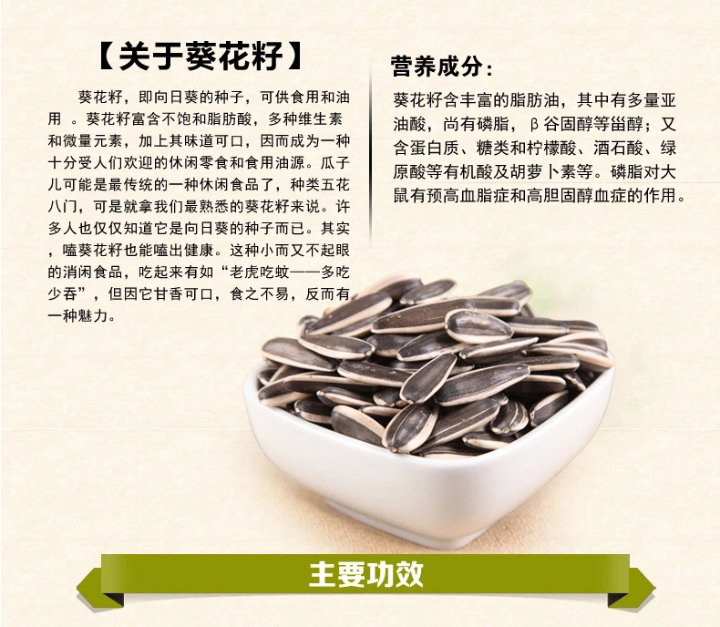 【关于葵花籽】
葵花籽，即向日葵的种子，可供食用和油
用 。葵花籽富含不饱和脂肪酸，多种维生素
和微量元素，加上其味道可口，因而成为一种
十分受人们欢迎的休闲零食和食用油源。瓜子
儿可能是最传统的一种休闲食品了，种类五花
八门，可是就拿我们最熟悉的葵花籽来说。许
多人也仅仅知道它是向日葵的种子而已。其实
，嗑葵花籽也能嗑出健康。这种小而又不起眼
的消闲食品，吃起来有如“老虎吃蚊——多吃
少吞”，但因它甘香可口，食之不易，反而有
一种魅力。
营养成分：
葵花籽含丰富的脂肪油，其中有多量亚
油酸，尚有磷脂，β谷固醇等甾醇；又
含蛋白质、糖类和柠檬酸、酒石酸、绿
原酸等有机酸及胡萝卜素等。磷脂对大
鼠有预高血脂症和高胆固醇血症的作用。
主要功效